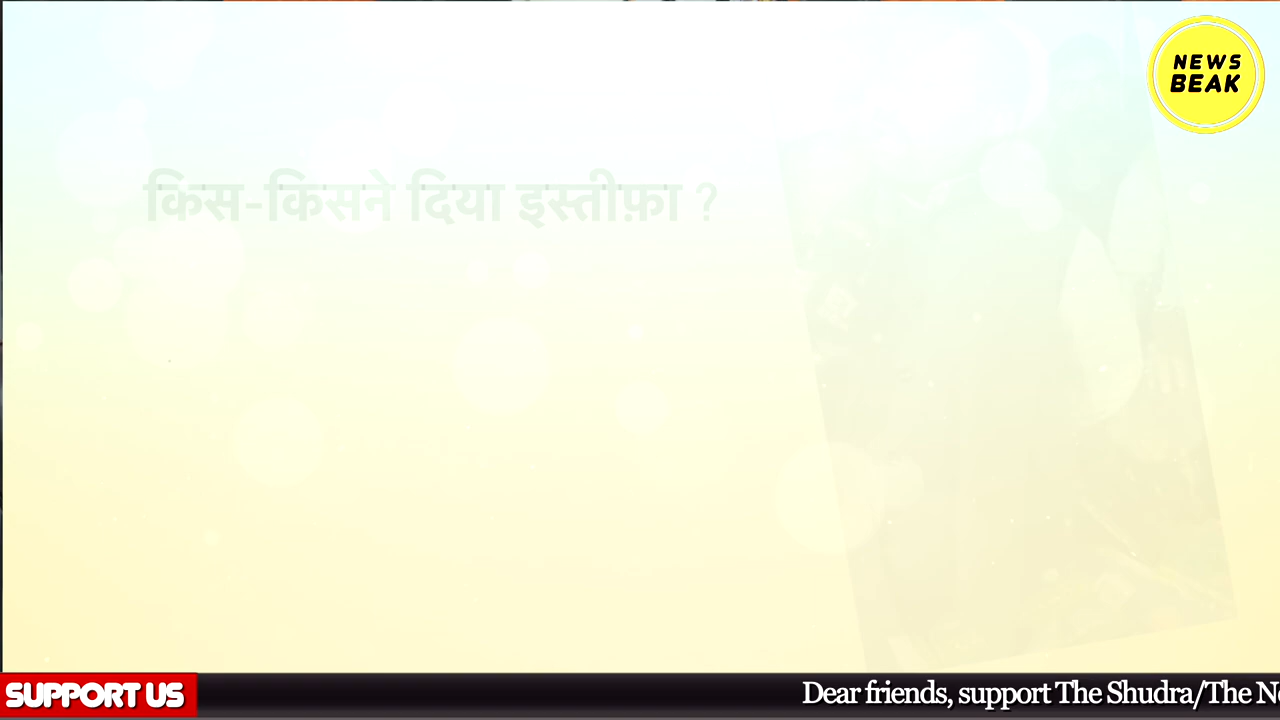 NEWS
BEAK
किस-किसने दिया इस्तीफ़ा ?
SUPPORT US
Dear friends, support The Shudra/The